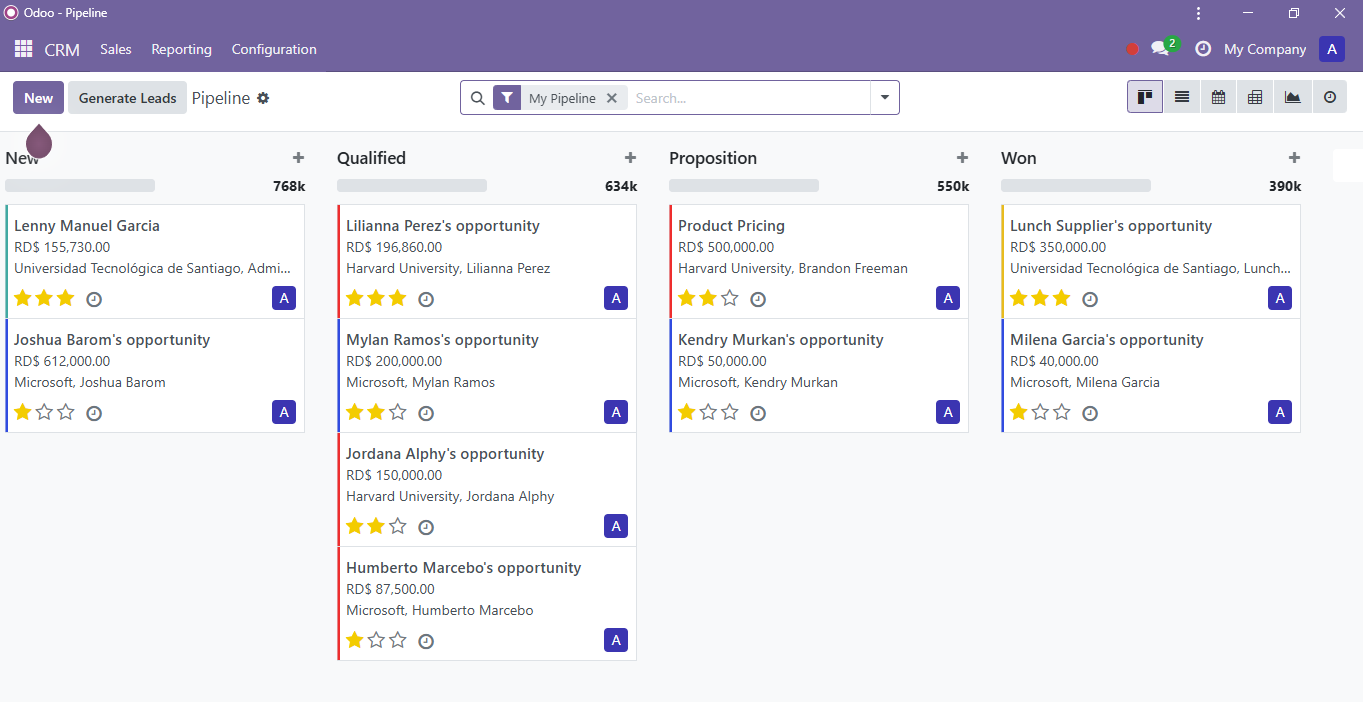 Odoo - Pipeline
CRM Sales Reporting Configuration
2 My Company A
New Generate Leads Pipeline My Pipeline Search...
New
768k
Lenny Manuel Garcia
RD$ 155,730.00
Universidad Tecnológica de Santiago, Admi...
A
Joshua Barom's opportunity
RD$ 612,000.00
Microsoft, Joshua Barom
A
Qualified
634k
Lilianna Perez's opportunity
RD$ 196,860.00
Harvard University, Lilianna Perez
A
Mylan Ramos's opportunity
RD$ 200,000.00
Microsoft, Mylan Ramos
A
Jordana Alphy's opportunity
RD$ 150,000.00
Harvard University, Jordana Alphy
A
Humberto Marcebo's opportunity
RD$ 87,500.00
Microsoft, Humberto Marcebo
A
Proposition
550k
Product Pricing
RD$ 500,000.00
Harvard University, Brandon Freeman
A
Kendry Murkan's opportunity
RD$ 50,000.00
Microsoft, Kendry Murkan
A
Won
390k
Lunch Supplier's opportunity
RD$ 350,000.00
Universidad Tecnológica de Santiago, Lunch...
A
Milena Garcia's opportunity
RD$ 40,000.00
Microsoft, Milena Garcia
A